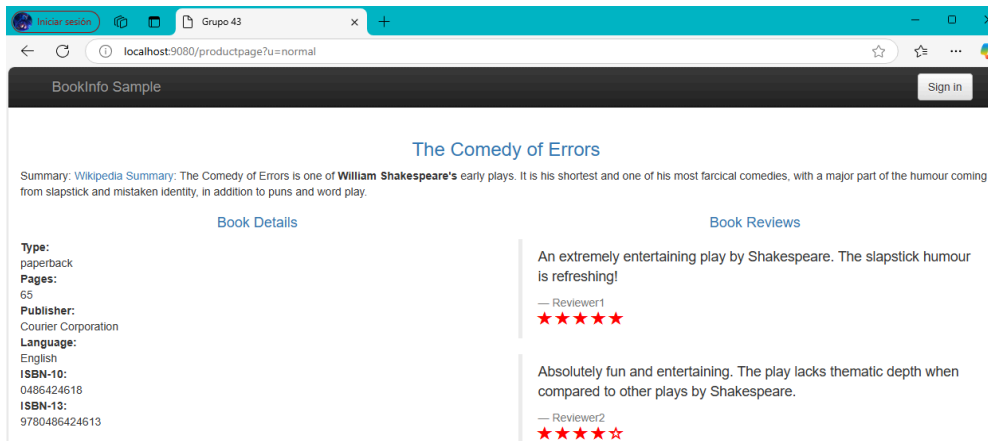 Iniciar sesión
Grupo 43
localhost:9080/productpage?u=normal
BookInfo Sample
Sign in
The Comedy of Errors
Summary: Wikipedia Summary: The Comedy of Errors is one of William Shakespeare's early plays. It is his shortest and one of his most farcical comedies, with a major part of the humour coming
from slapstick and mistaken identity, in addition to puns and word play.
Book Details
Type:
paperback
Pages:
65
Publisher:
Courier Corporation
Language:
English
ISBN-10:
0486424618
ISBN-13:
9780486424613
Book Reviews
An extremely entertaining play by Shakespeare. The slapstick humour
is refreshing!
— Reviewer1
Absolutely fun and entertaining. The play lacks thematic depth when
compared to other plays by Shakespeare.
— Reviewer2